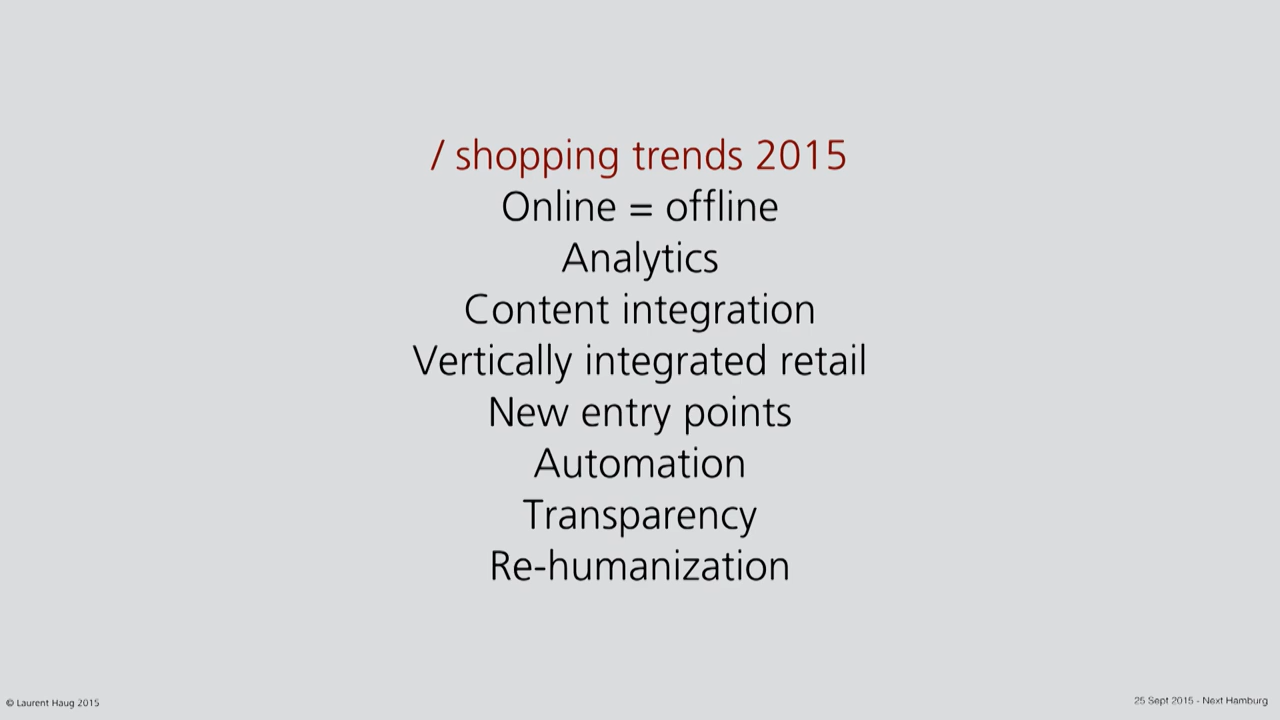 / shopping trends 2015
Online = offline
Analytics
Content integration
Vertically integrated retail
New entry points
Automation
Transparency
Re-humanization
© Laurent Haug 2015
25 Sept 2015 - Next Hamburg